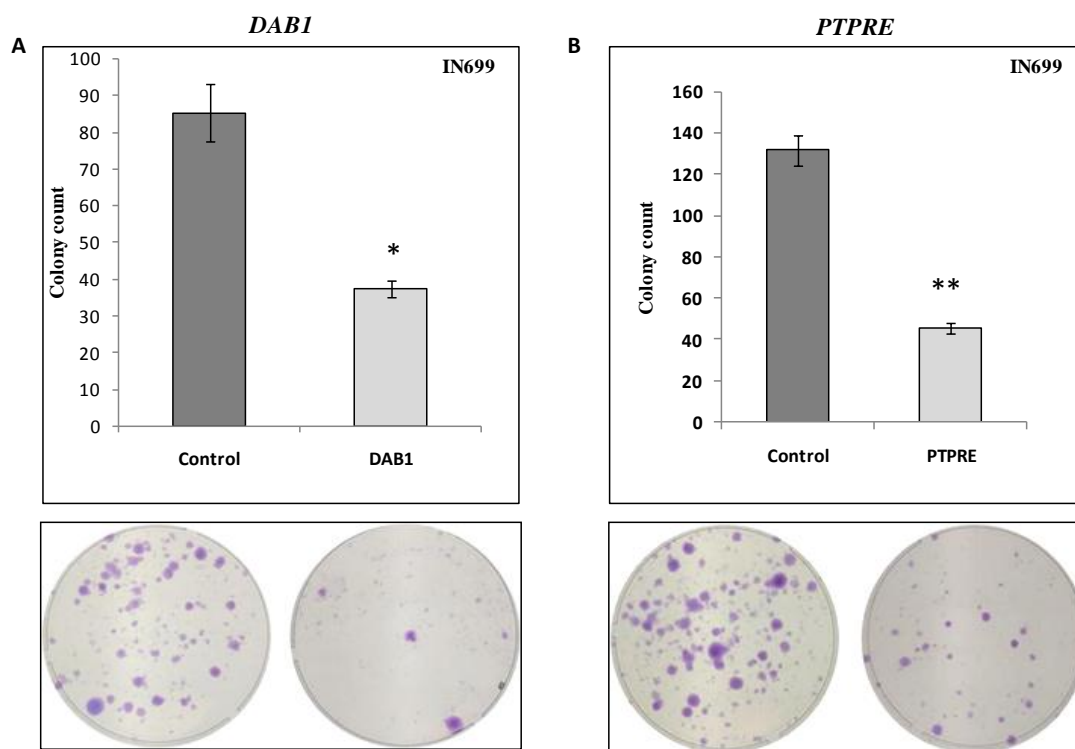 DAB1
A
IN699
100
90
80
70
60
50
40
30
20
10
0
Colony count
*
Control DAB1
PTPRE
B
IN699
160
140
120
100
80
60
40
20
0
Colony count
**
Control PTPRE